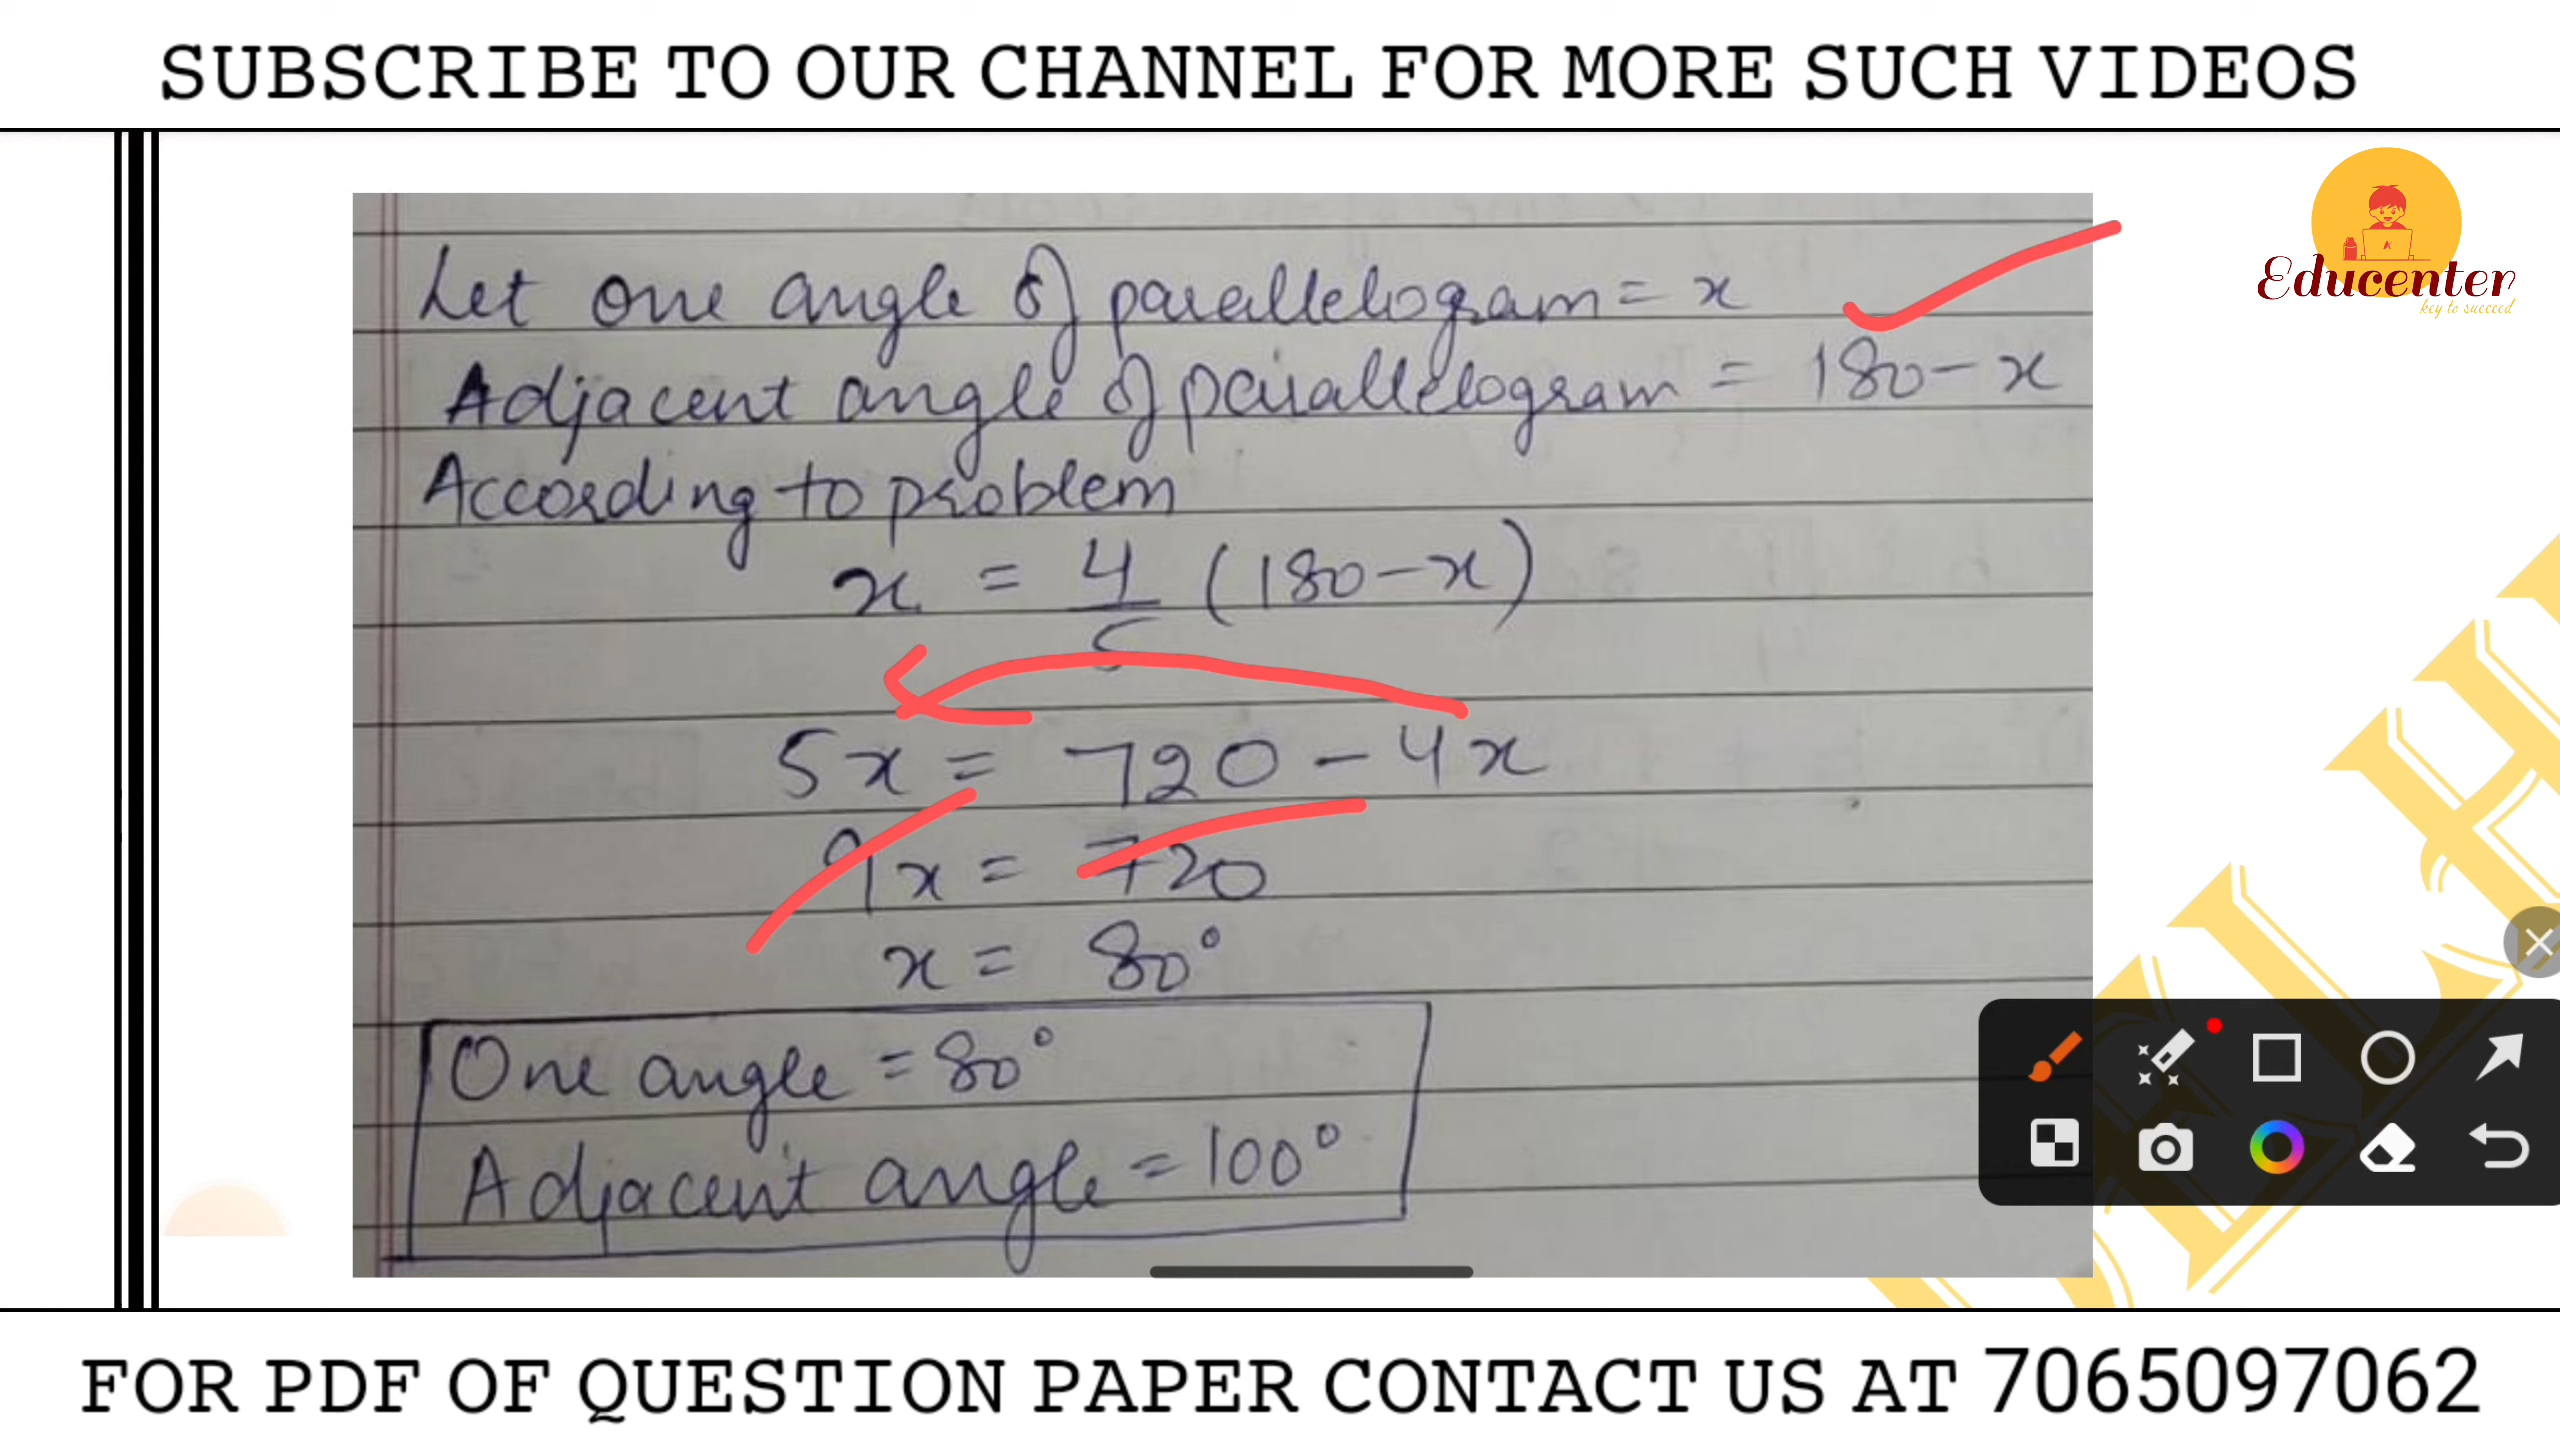 SUBSCRIBE TO OUR CHANNEL FOR MORE SUCH VIDEOS
Educenter
key to succeed
Let one angle of parallelogram = x
Adjacent angle of parallelogram = 180 - x
According to problem
x = 4/5 (180 - x)
5x = 720 - 4x
9x = 720
x = 80°
One angle = 80°
Adjacent angle = 100°
FOR PDF OF QUESTION PAPER CONTACT US AT 7065097062